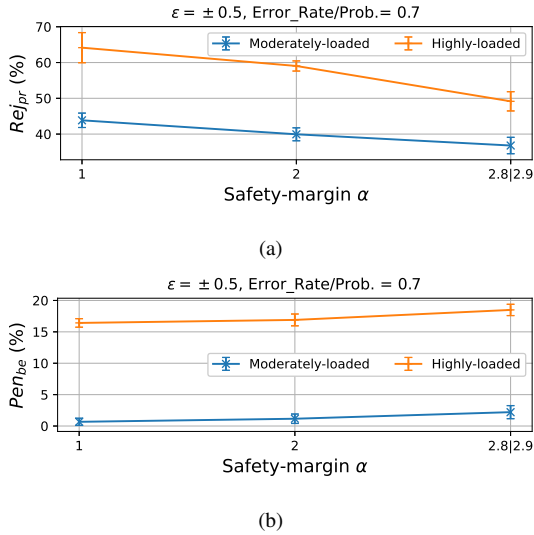 ε = ±0.5, Error_Rate/Prob.= 0.7
70
60
50
40
Rej_pr (%)
Moderately-loaded
Highly-loaded
1
2
2.8|2.9
Safety-margin α
(a)
ε = ±0.5, Error_Rate/Prob. = 0.7
20
15
10
5
0
Pen_be (%)
Moderately-loaded
Highly-loaded
1
2
2.8|2.9
Safety-margin α
(b)